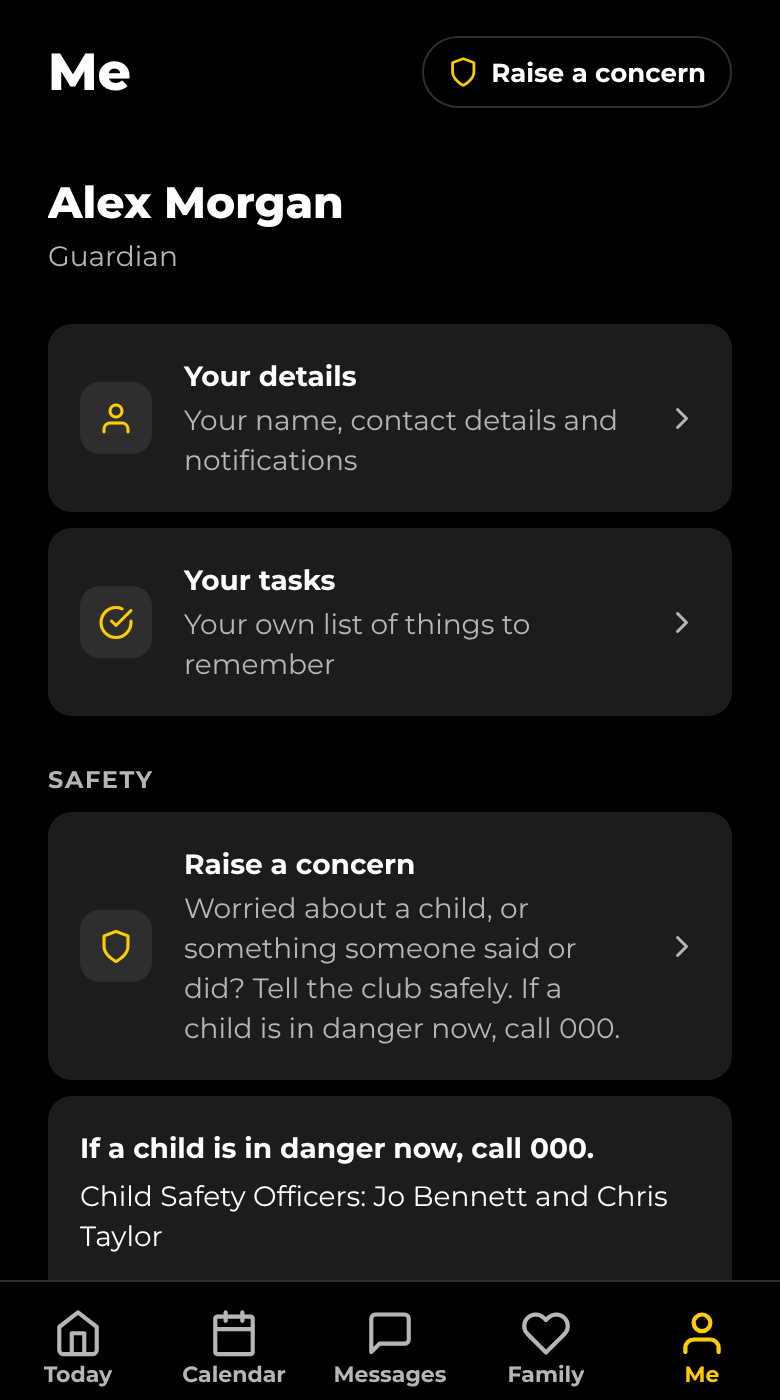 Me
Raise a concern
Alex Morgan
Guardian
Your details
Your name, contact details and
notifications
Your tasks
Your own list of things to
remember
SAFETY
Raise a concern
Worried about a child, or
something someone said or
did? Tell the club safely. If a
child is in danger now, call 000.
If a child is in danger now, call 000.
Child Safety Officers: Jo Bennett and Chris
Taylor
Today
Calendar
Messages
Family
Me